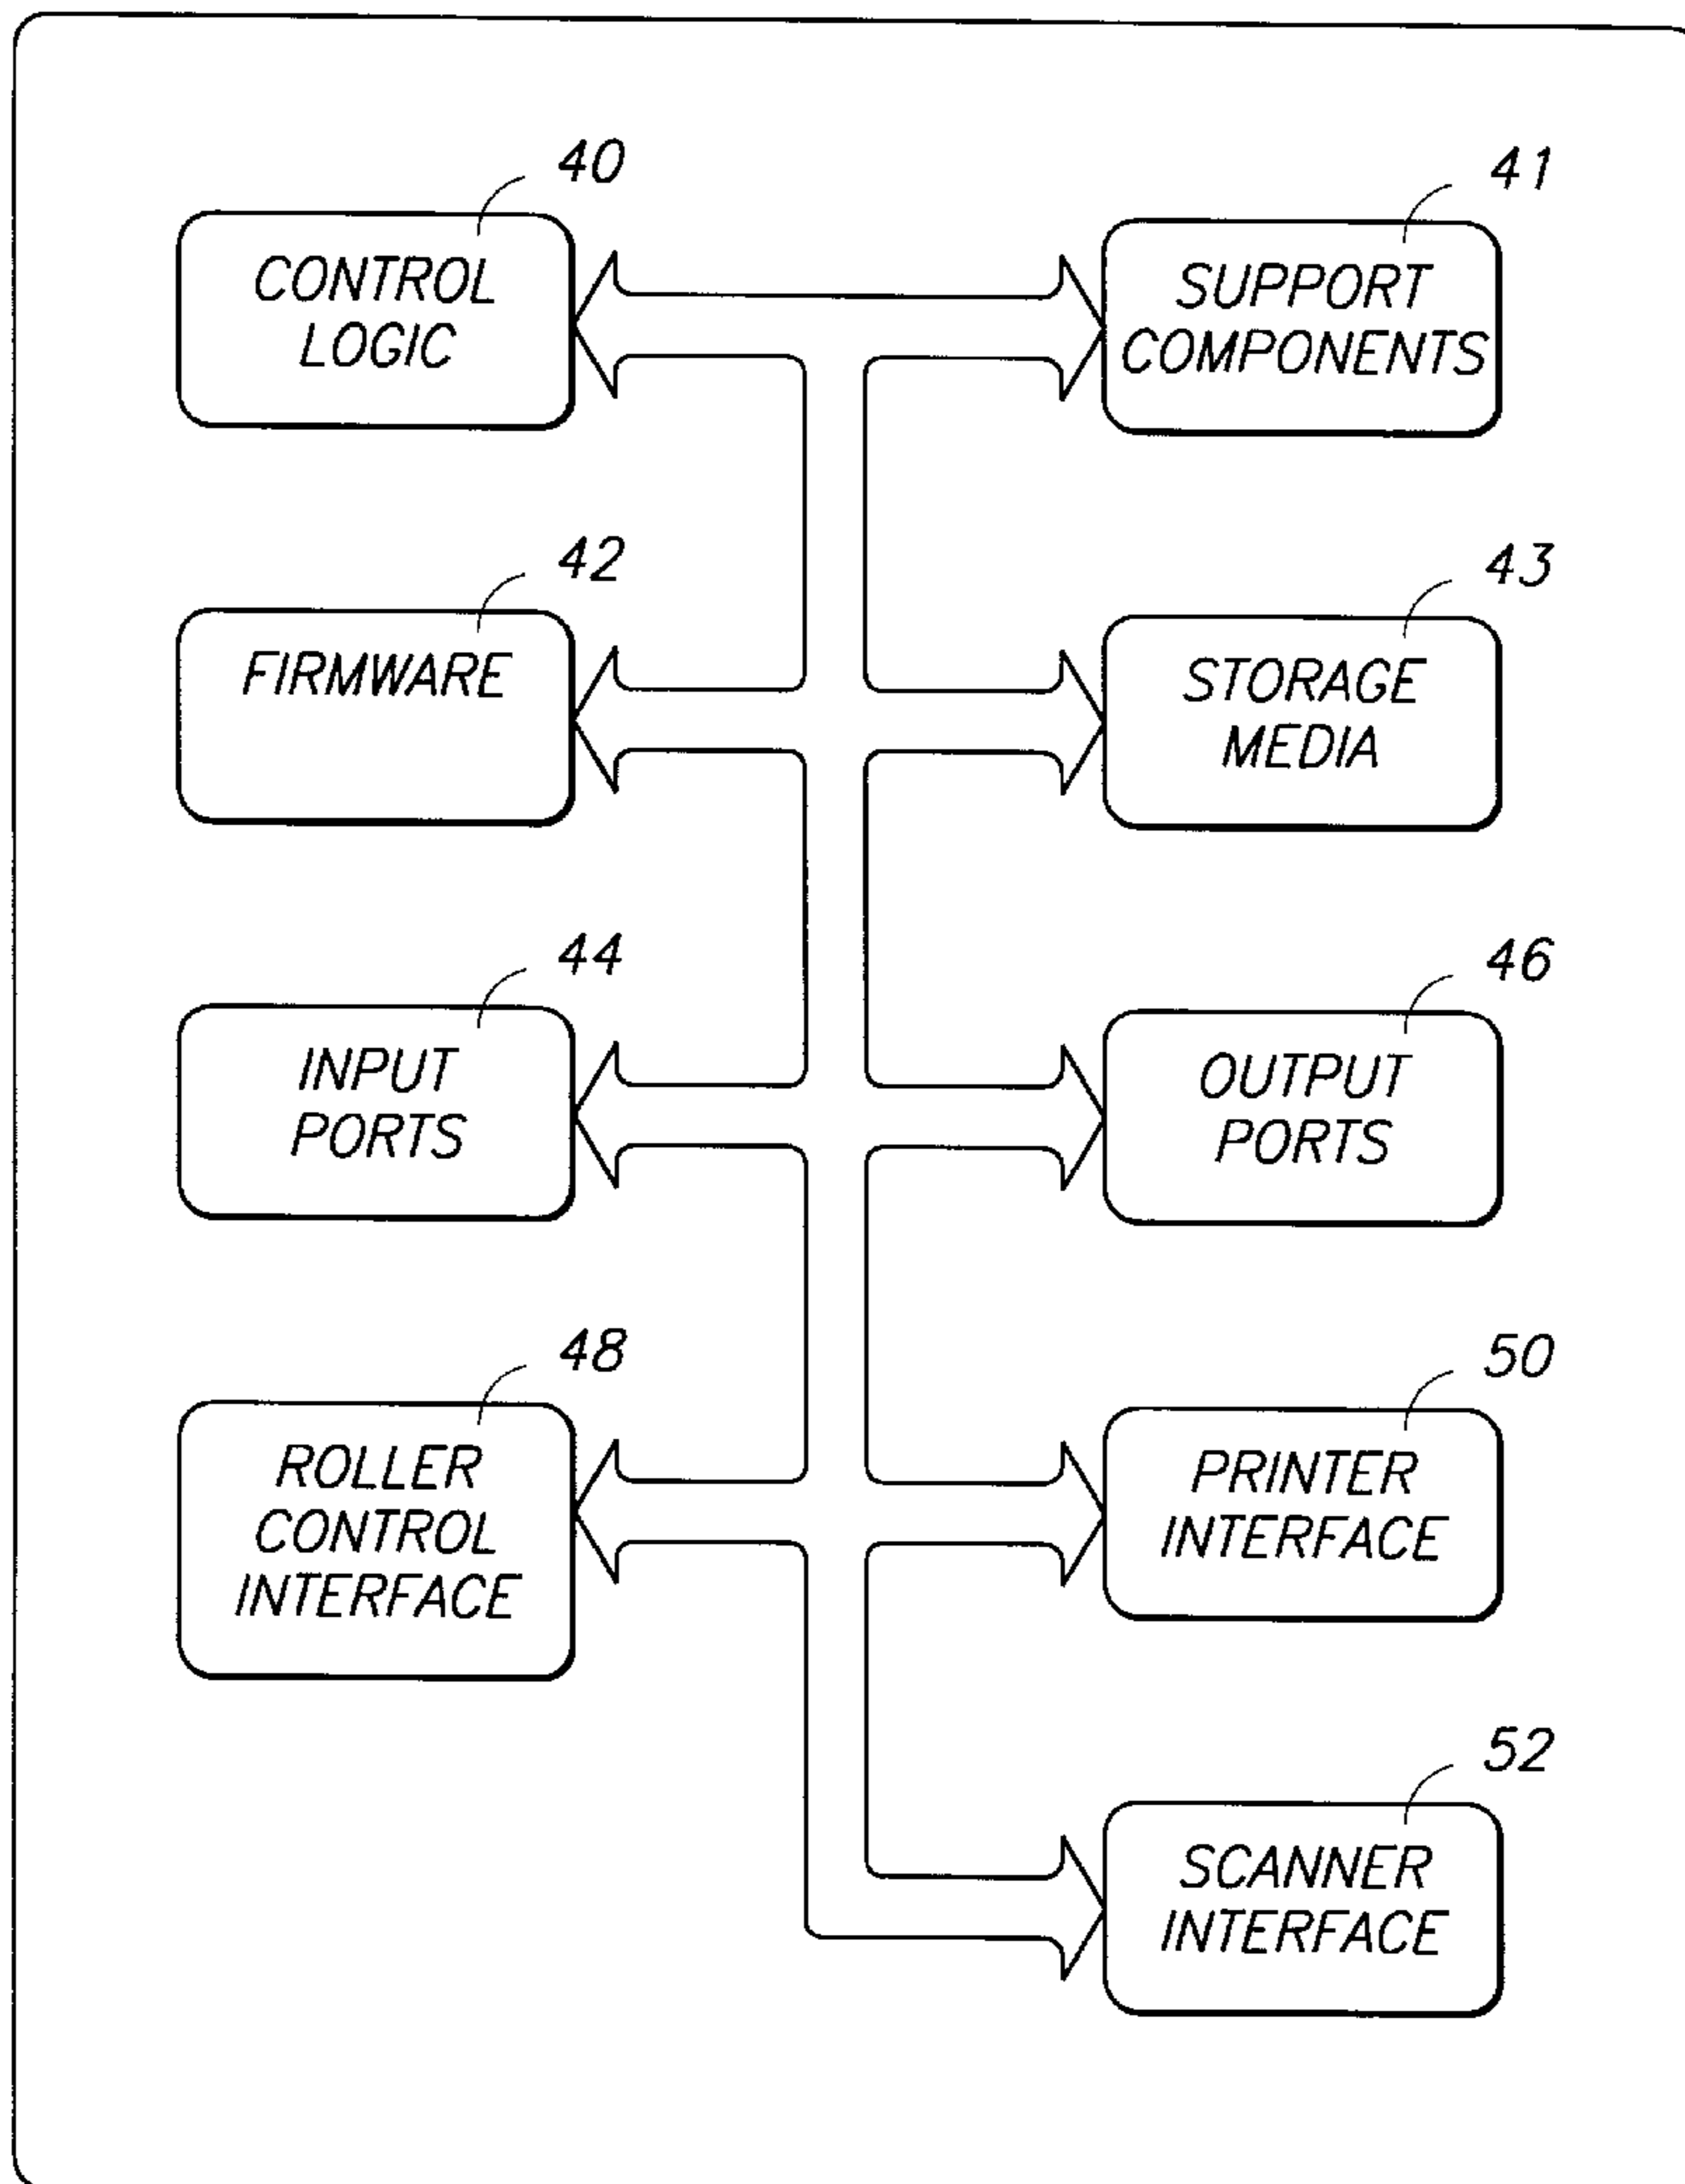 40
CONTROL
LOGIC
41
SUPPORT
COMPONENTS
42
FIRMWARE
43
STORAGE
MEDIA
44
INPUT
PORTS
46
OUTPUT
PORTS
48
ROLLER
CONTROL
INTERFACE
50
PRINTER
INTERFACE
52
SCANNER
INTERFACE